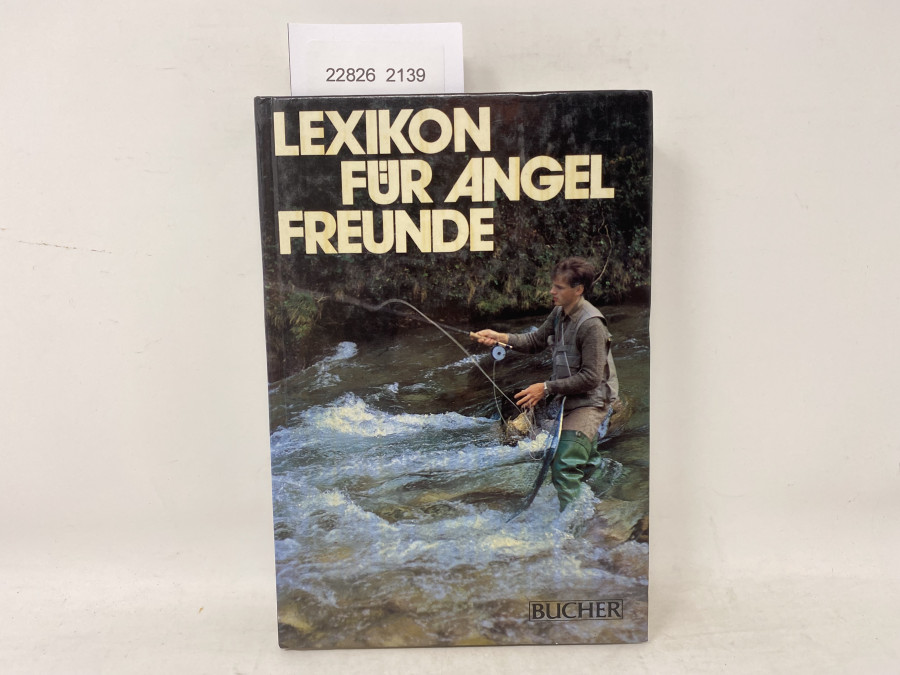 22826 2139
LEXIKON
FÜR ANGEL
FREUNDE
BUCHER